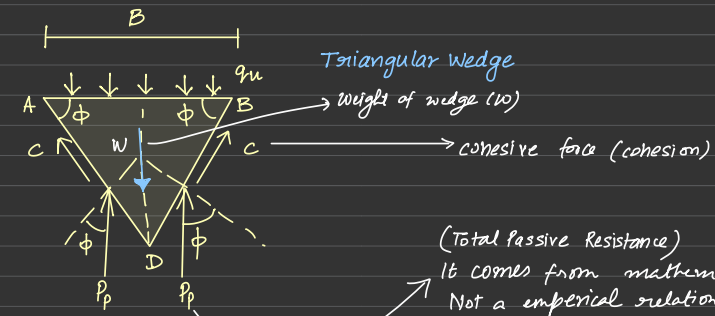 B
Triangular Wedge
qu
A ϕ ϕ B
weight of wedge (W)
W
C C
cohesive force (cohesion)
ϕ ϕ
D
(Total Passive Resistance)
It comes from mathem
Pp Pp
Not a emperical relation